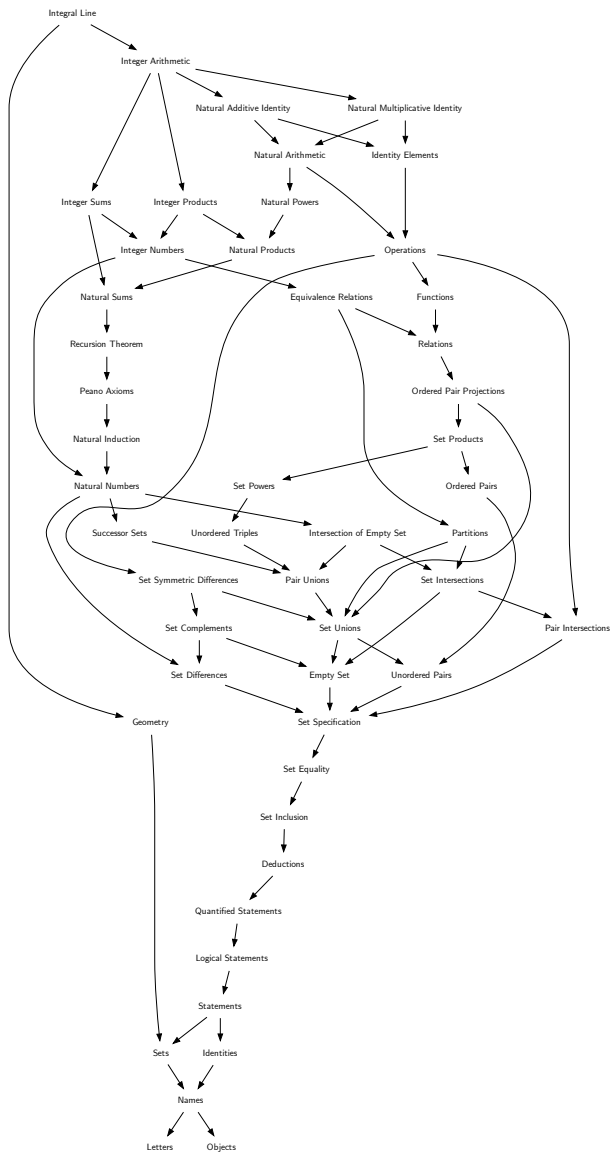 Integral Line
Integer Arithmetic
Natural Additive Identity
Natural Multiplicative Identity
Natural Arithmetic
Identity Elements
Integer Sums
Integer Products
Natural Powers
Integer Numbers
Natural Products
Operations
Natural Sums
Equivalence Relations
Functions
Recursion Theorem
Relations
Peano Axioms
Ordered Pair Projections
Natural Induction
Set Products
Natural Numbers
Set Powers
Ordered Pairs
Successor Sets
Unordered Triples
Intersection of Empty Set
Partitions
Set Symmetric Differences
Pair Unions
Set Intersections
Set Complements
Set Unions
Pair Intersections
Set Differences
Empty Set
Unordered Pairs
Geometry
Set Specification
Set Equality
Set Inclusion
Deductions
Quantified Statements
Logical Statements
Statements
Sets
Identities
Names
Letters
Objects